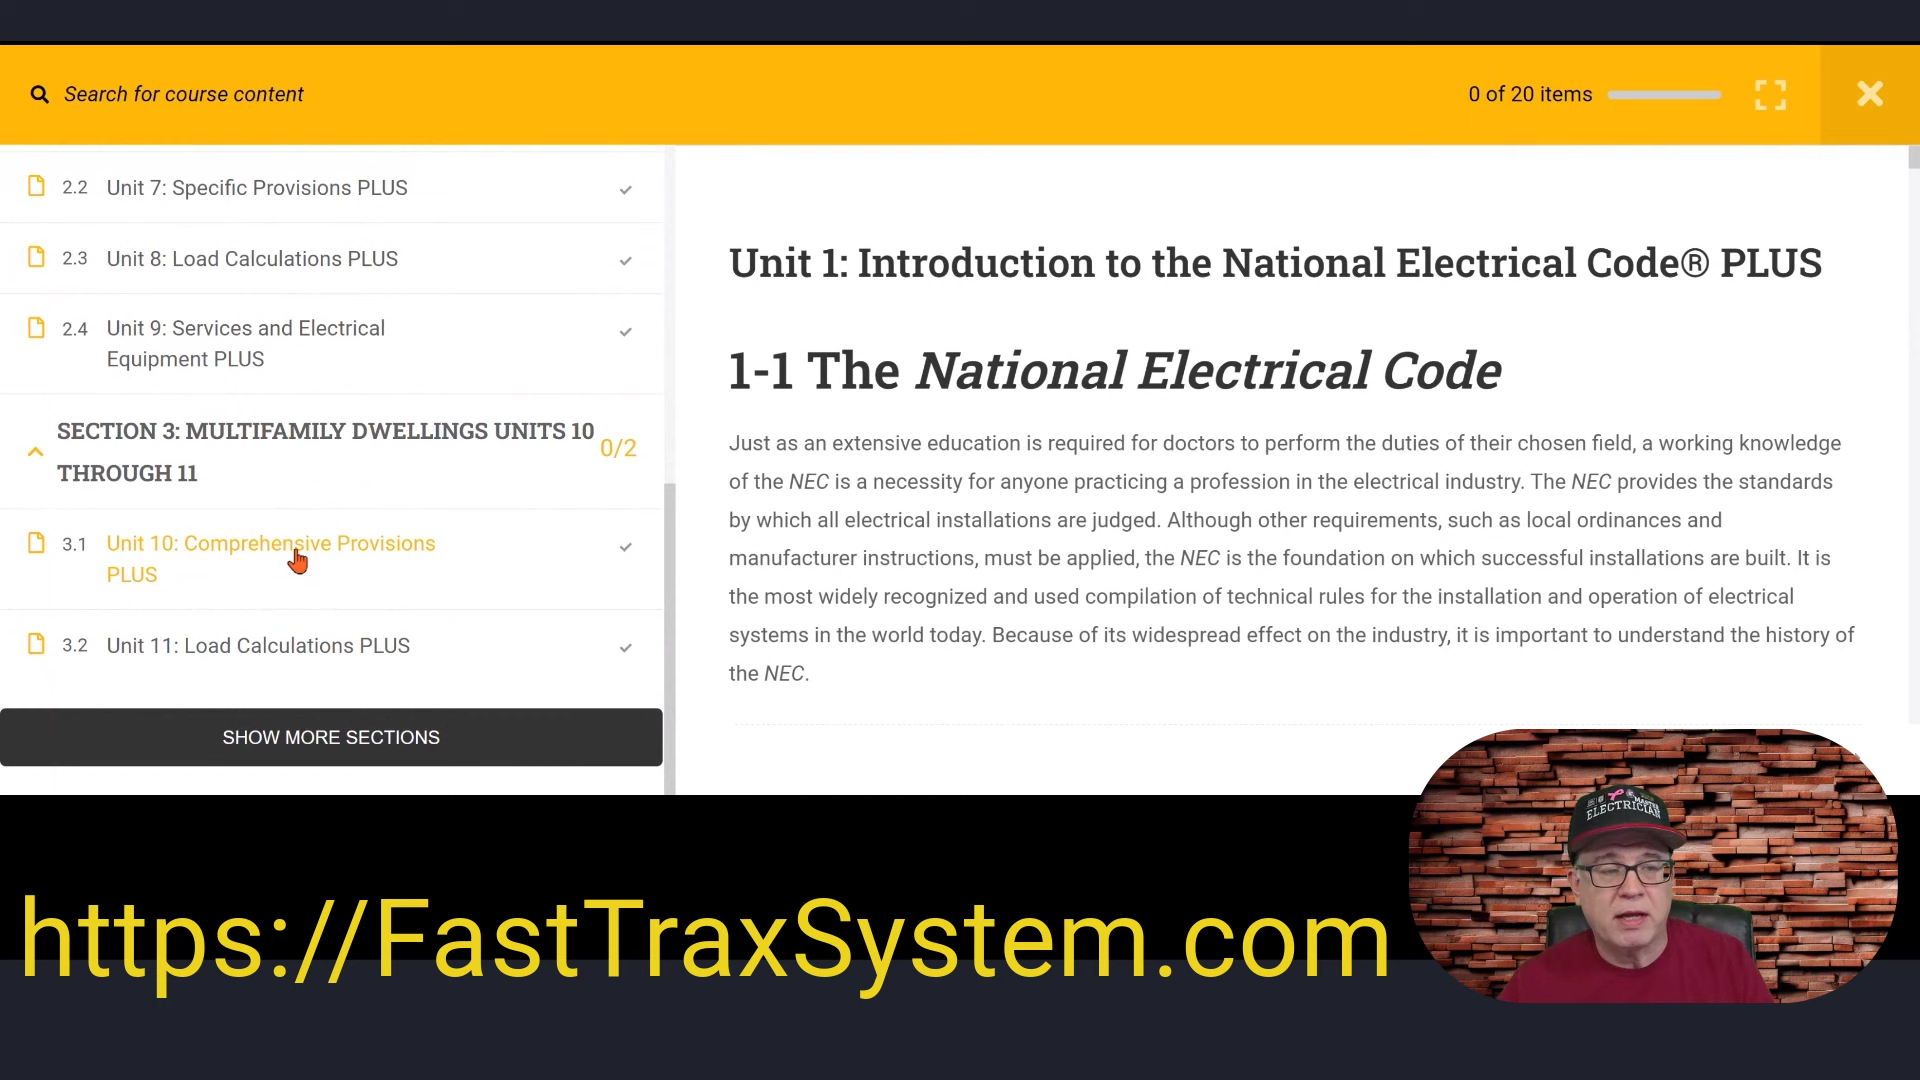 Search for course content
0 of 20 items
2.2 Unit 7: Specific Provisions PLUS
2.3 Unit 8: Load Calculations PLUS
2.4 Unit 9: Services and Electrical
Equipment PLUS
SECTION 3: MULTIFAMILY DWELLINGS UNITS 10
THROUGH 11
0/2
3.1 Unit 10: Comprehensive Provisions
PLUS
3.2 Unit 11: Load Calculations PLUS
SHOW MORE SECTIONS
Unit 1: Introduction to the National Electrical Code® PLUS
1-1 The National Electrical Code
Just as an extensive education is required for doctors to perform the duties of their chosen field, a working knowledge
of the NEC is a necessity for anyone practicing a profession in the electrical industry. The NEC provides the standards
by which all electrical installations are judged. Although other requirements, such as local ordinances and
manufacturer instructions, must be applied, the NEC is the foundation on which successful installations are built. It is
the most widely recognized and used compilation of technical rules for the installation and operation of electrical
systems in the world today. Because of its widespread effect on the industry, it is important to understand the history of
the NEC.
https://FastTraxSystem.com
MASTER
ELECTRICIAN